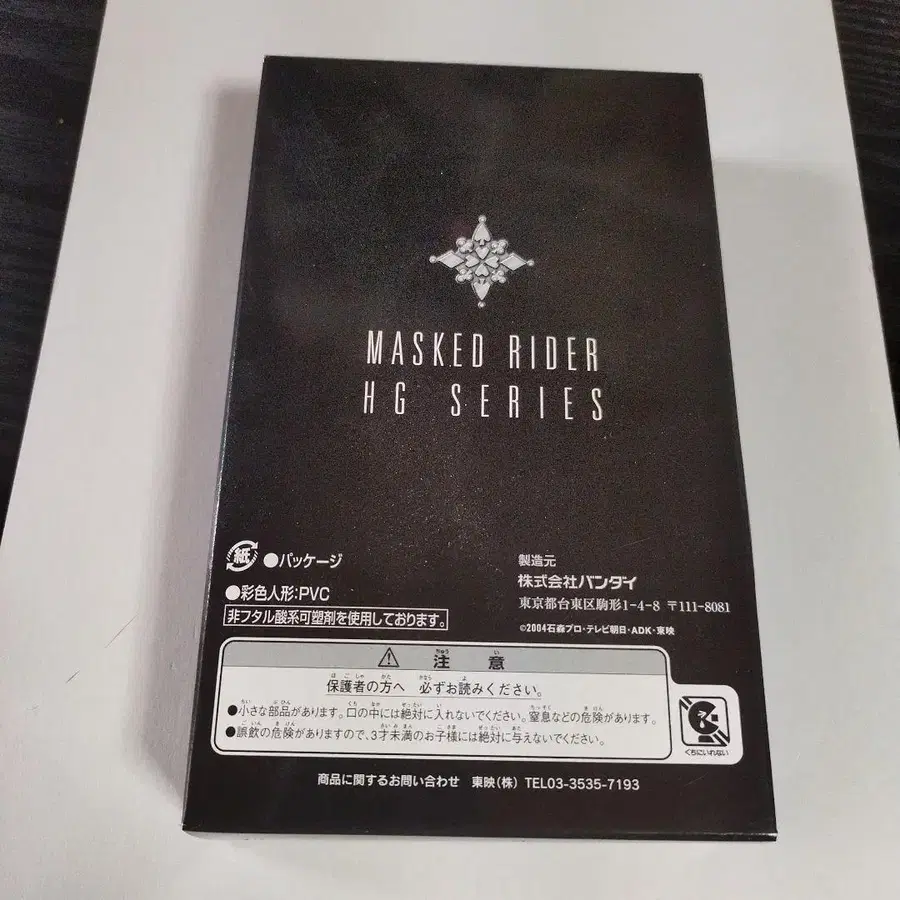 MASKED RIDER
HG SERIES
紙 ●パッケージ
●彩色人形:PVC
非フタル酸系可塑剤を使用しております。
製造元
株式会社バンダイ
東京都台東区駒形1-4-8 〒111-8081
©2004石森プロ・テレビ朝日・ADK・東映
⚠ 注意
保護者の方へ 必ずお読みください。
●小さな部品があります。口の中には絶対に入れないでください。窒息などの危険があります。
●誤飲の危険がありますので、3才未満のお子様には絶対に与えないでください。
くちにいれない
商品に関するお問い合わせ 東映(株) TEL03-3535-7193